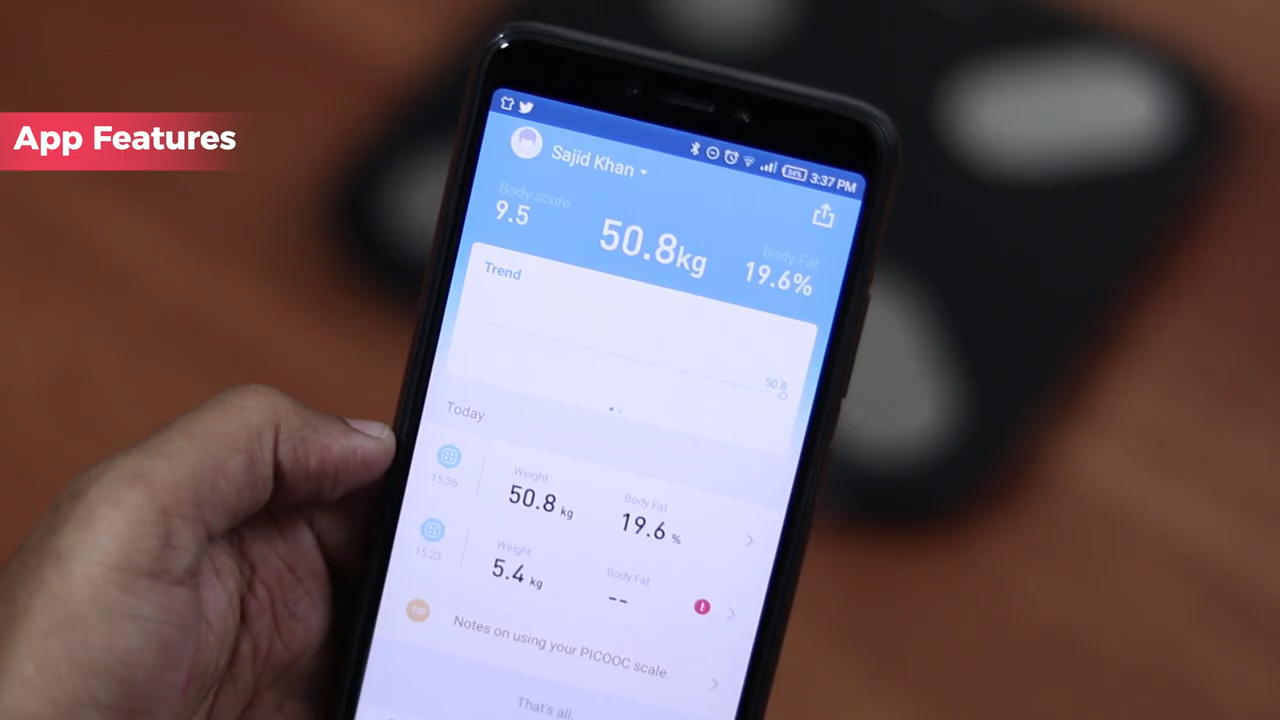 App Features
54%
3:37 PM
Sajid Khan
Body score
9.5
50.8kg
Body Fat
19.6%
Trend
50.8
Today
15:36
Weight
50.8 kg
Body Fat
19.6 %
15:23
Weight
5.4 kg
Body Fat
--
!
TIP
Notes on using your PICOOC scale.
That's all